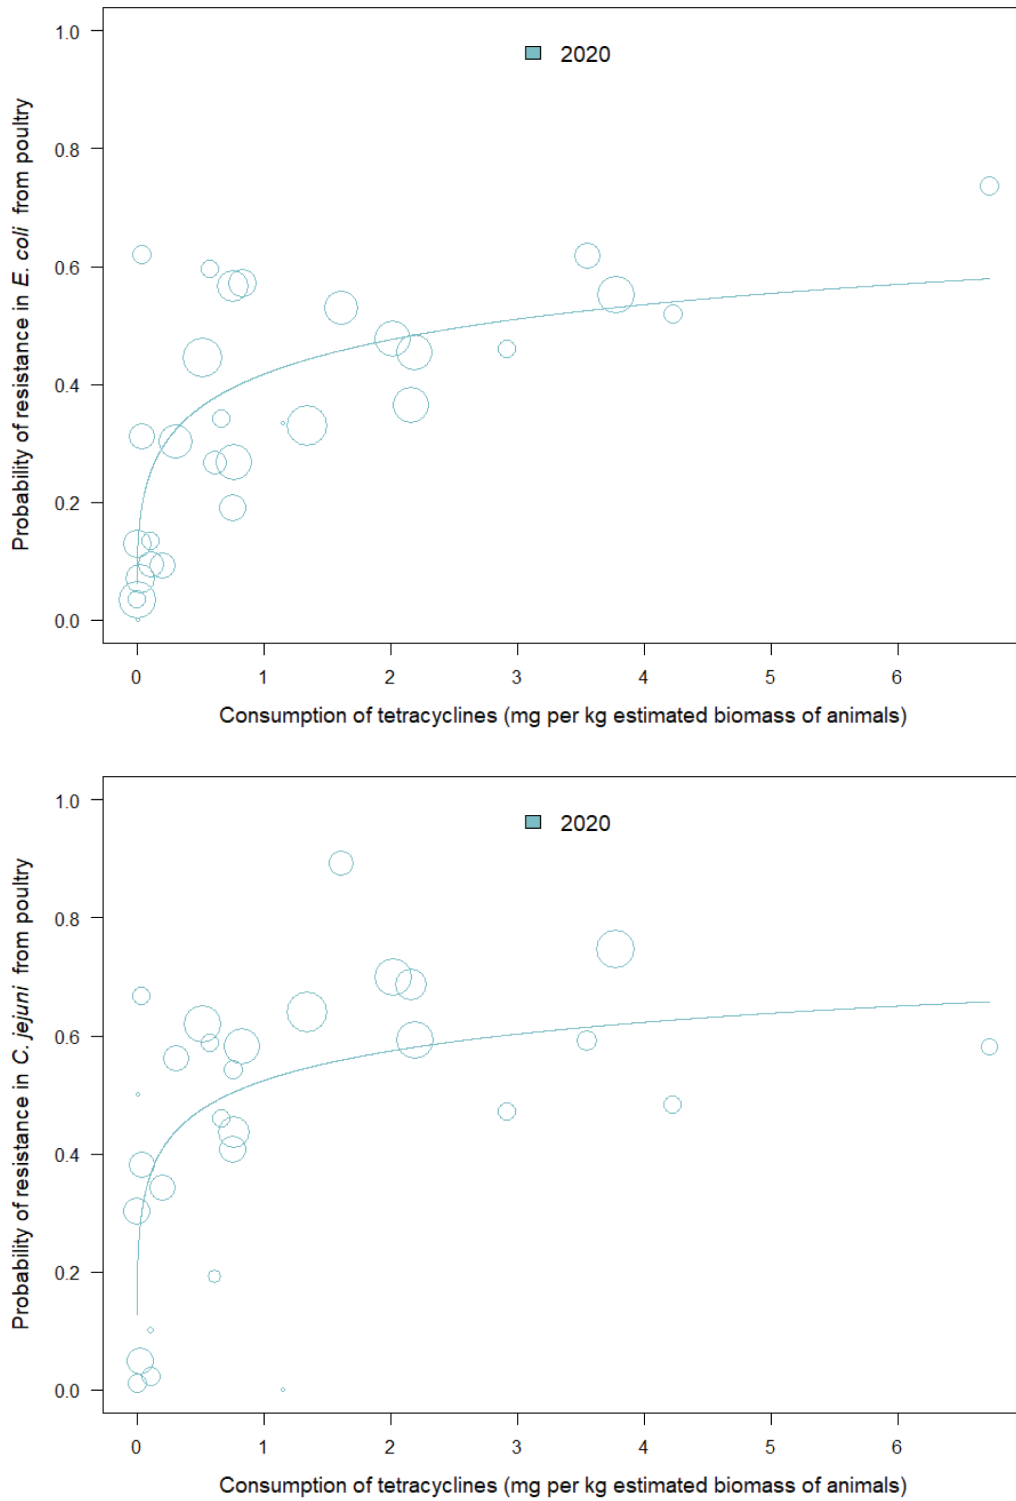 1.0
0.8
0.6
0.4
0.2
0.0
Probability of resistance in E. coli from poultry
2020
0 1 2 3 4 5 6
Consumption of tetracyclines (mg per kg estimated biomass of animals)
1.0
0.8
0.6
0.4
0.2
0.0
Probability of resistance in C. jejuni from poultry
2020
0 1 2 3 4 5 6
Consumption of tetracyclines (mg per kg estimated biomass of animals)